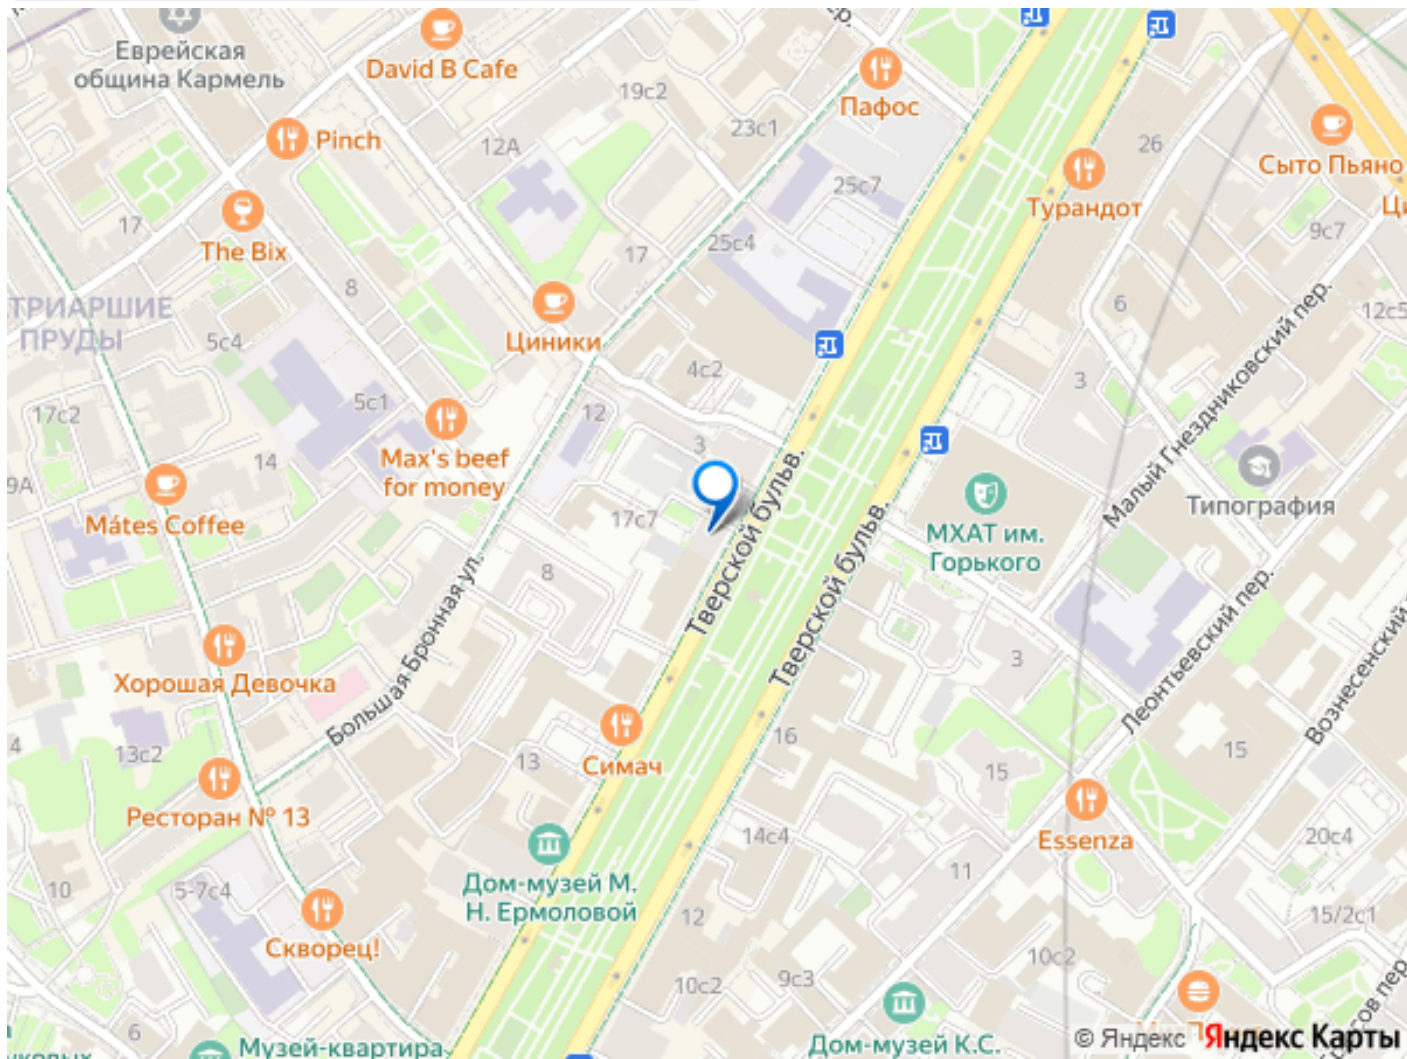 Еврейская
община Кармель
David B Cafe
19с2
Пафос
Pinch
12А
23с1
26
Сыто Пьяно
25с7
Турандот
17
The Bix
25с4
17
9с7
8
6
12с5
ТРИАРШИЕ
ПРУДЫ
5с4
Циники
4с2
3
17с2
5с1
12
3
Малый Гнездниковский пер.
Max's beef
for money
14
9А
Mátes Coffee
17с7
Тверской бульв.
Тверской бульв.
МХАТ им.
Горького
Типография
8
Большая Бронная ул.
Леонтьевский пер.
Вознесенский
Хорошая Девочка
3
4
13с2
Симач
13
16
15
15
Ресторан № 13
14с4
Essenza
20с4
11
Дом-музей М.
Н. Ермоловой
10
5-7с4
12
15/2с1
Скворец!
10с2
9с3
10с2
6
Музей-квартира
Дом-музей К.С.
© Яндекс Яндекс Карты